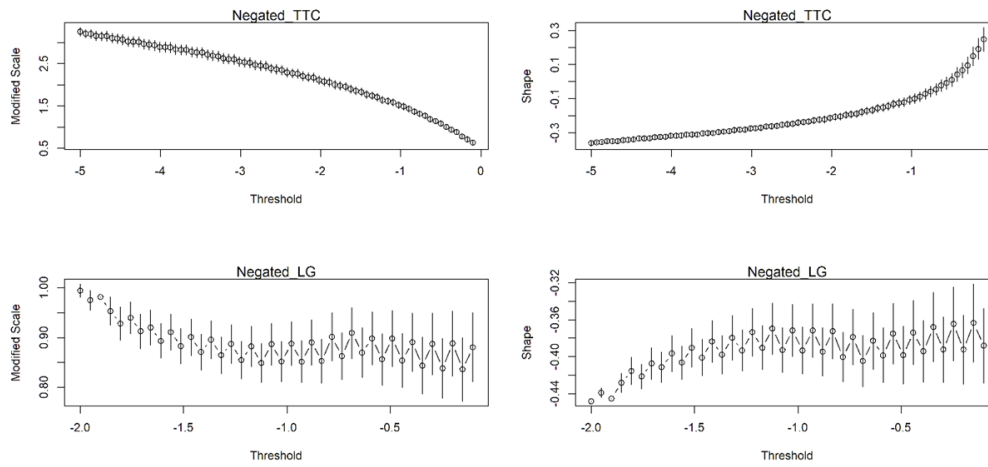 Negated_TTC
Modified Scale
2.5
1.5
0.5
-5 -4 -3 -2 -1 0
Threshold
Negated_TTC
Shape
0.3
0.1
-0.1
-0.3
-5 -4 -3 -2 -1
Threshold
Negated_LG
Modified Scale
1.00
0.90
0.80
-2.0 -1.5 -1.0 -0.5
Threshold
Negated_LG
Shape
-0.32
-0.36
-0.40
-0.44
-2.0 -1.5 -1.0 -0.5
Threshold